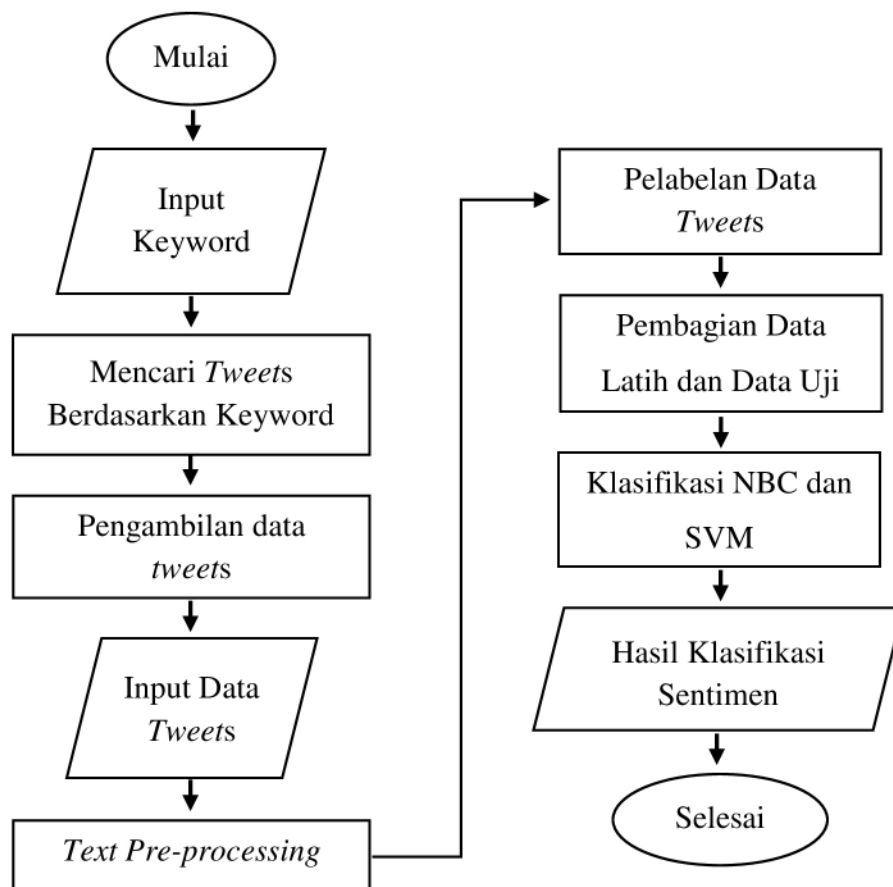 Mulai
Input
Keyword
Mencari Tweets
Berdasarkan Keyword
Pengambilan data
tweets
Input Data
Tweets
Text Pre-processing
Pelabelan Data
Tweets
Pembagian Data
Latih dan Data Uji
Klasifikasi NBC dan
SVM
Hasil Klasifikasi
Sentimen
Selesai